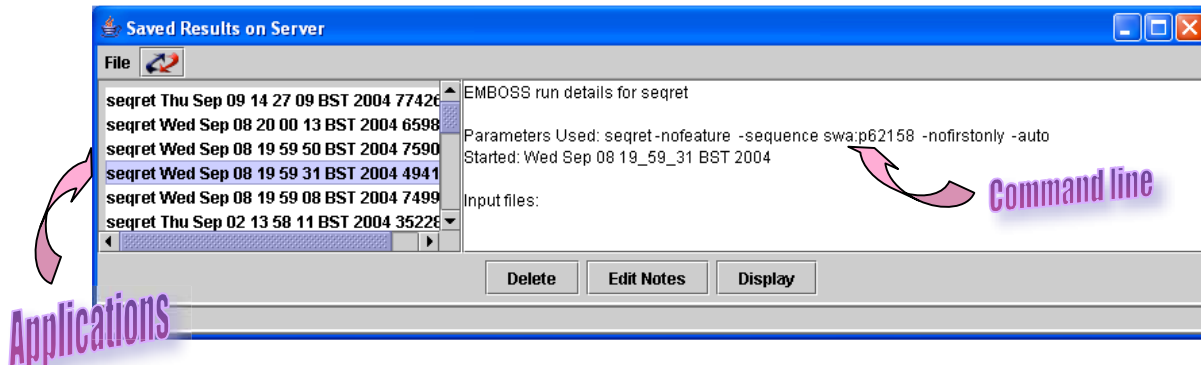 Saved Results on Server
File
seqret Thu Sep 09 14 27 09 BST 2004 77426
seqret Wed Sep 08 20 00 13 BST 2004 6598
seqret Wed Sep 08 19 59 50 BST 2004 7590
seqret Wed Sep 08 19 59 31 BST 2004 4941
seqret Wed Sep 08 19 59 08 BST 2004 7499
seqret Thu Sep 02 13 58 11 BST 2004 35228
EMBOSS run details for seqret
Parameters Used: seqret -nofeature -sequence swa:p62158 -nofirstonly -auto
Started: Wed Sep 08 19_59_31 BST 2004
Input files:
Command line
Delete Edit Notes Display
Applications